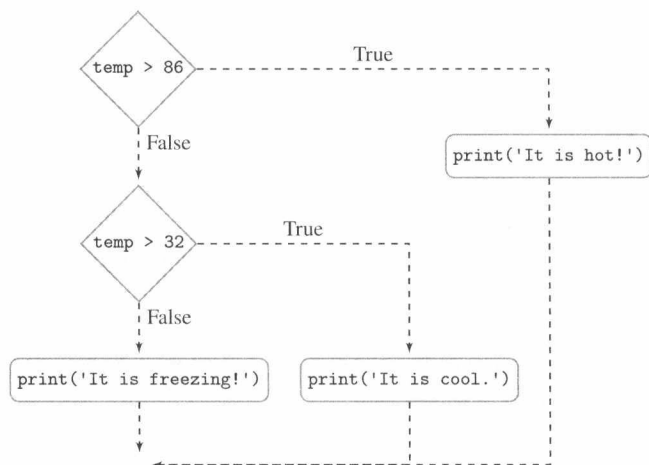 True
temp > 86
False
print('It is hot!')
True
temp > 32
False
print('It is freezing!')
print('It is cool.')